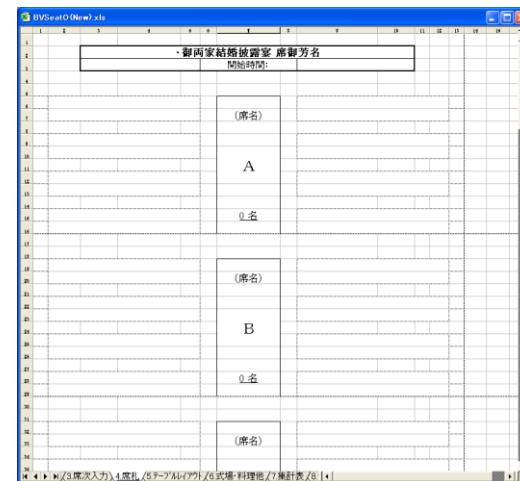 BVSeatO(New).xls
・御両家結婚披露宴 席御芳名
開始時間:
(席名)
A
0 名
(席名)
B
0 名
(席名)
3.席次入力 4.席札 5.テーブルレイアウト 6.式場・料理他 7.集計表 8.